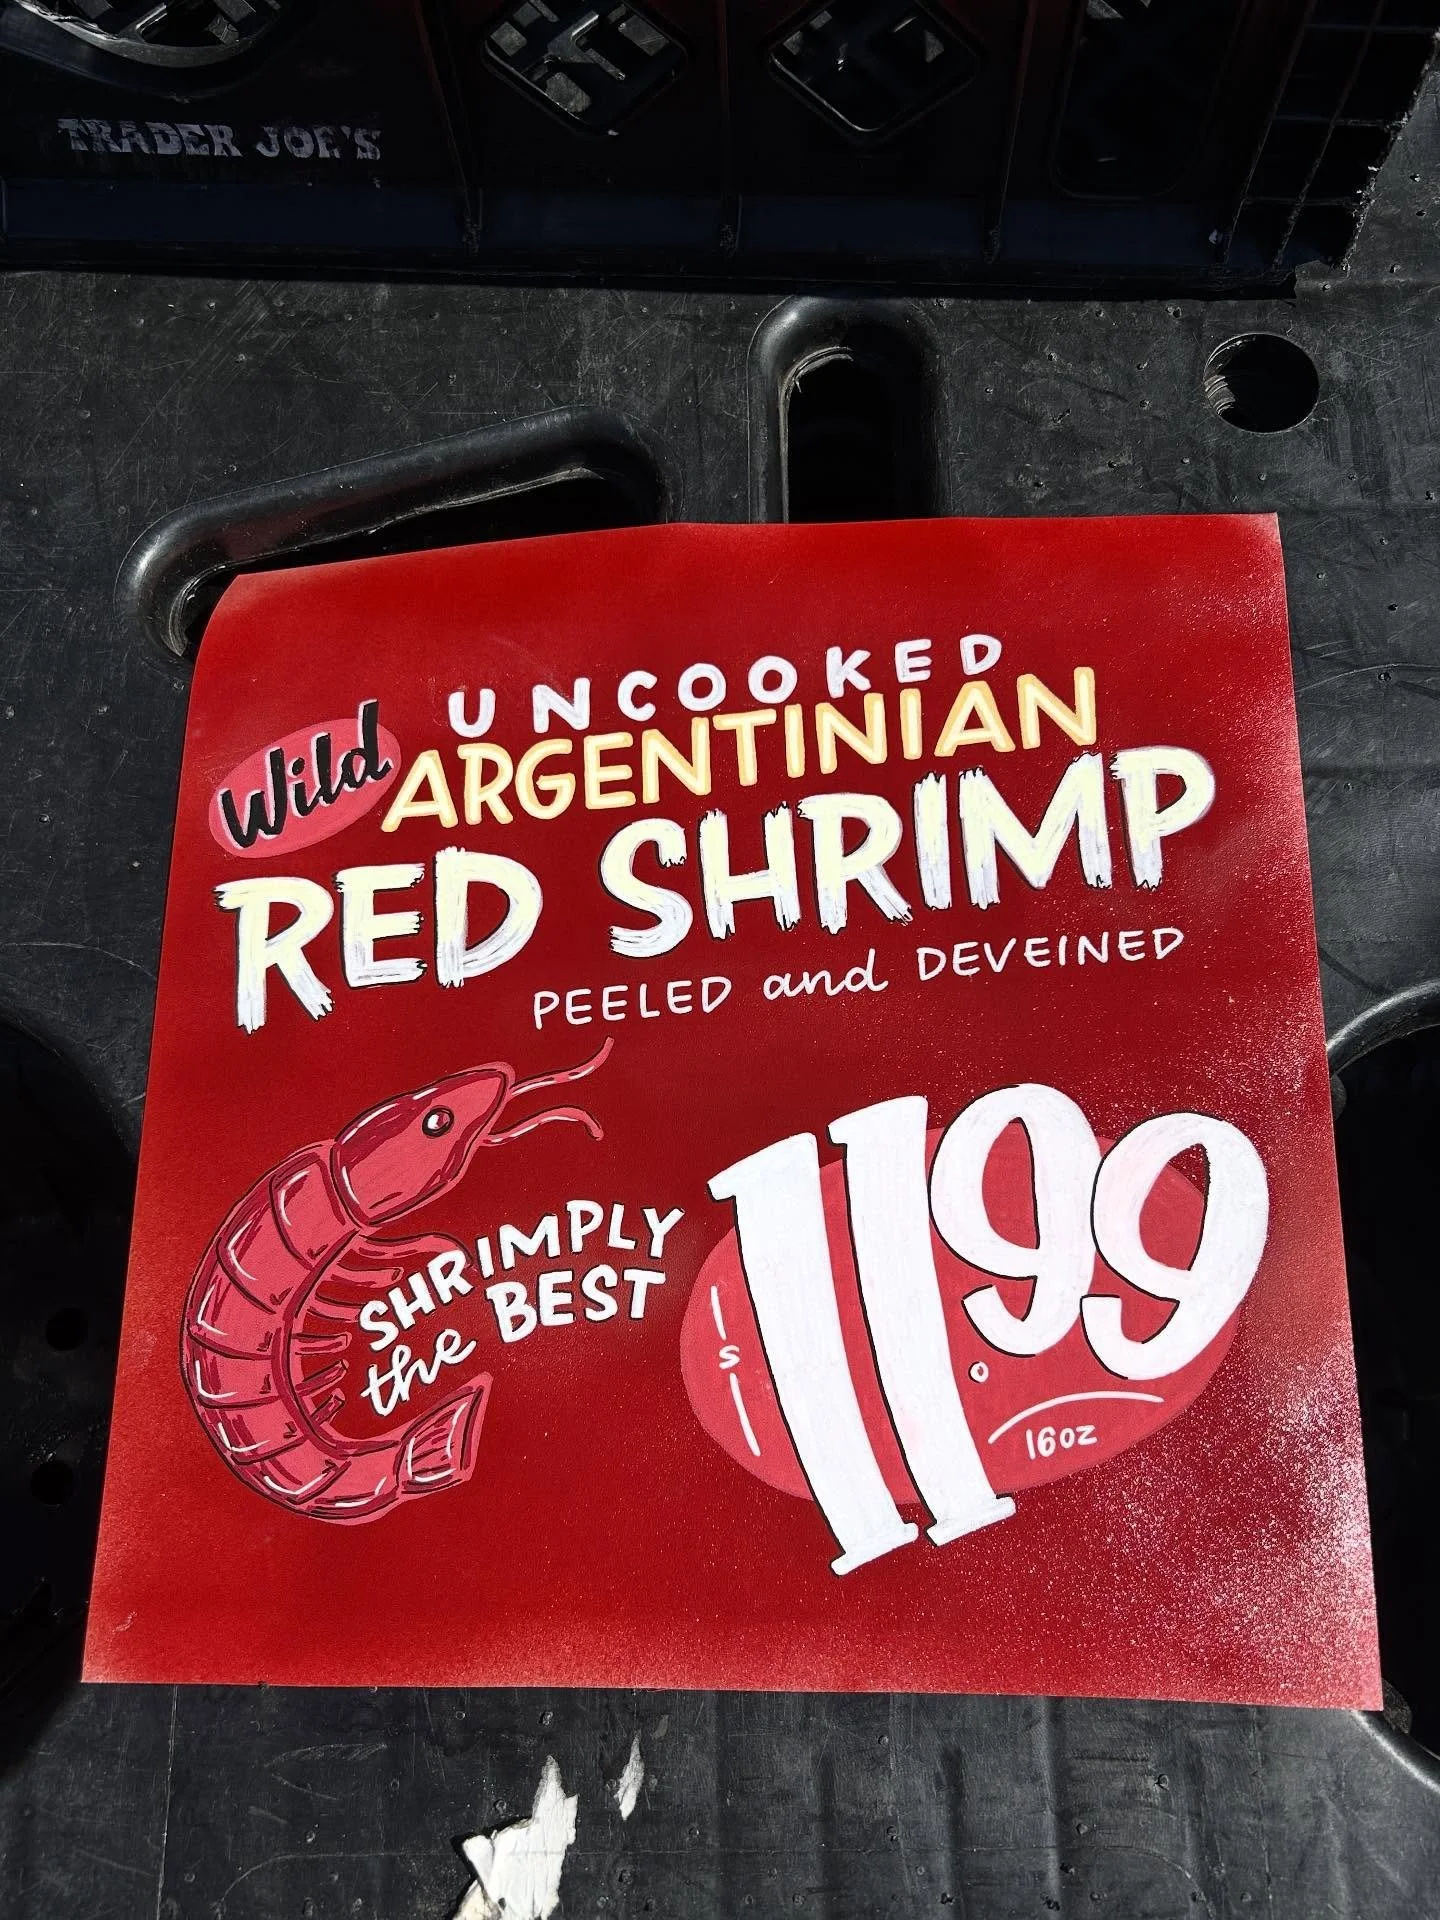 TRADER JOE'S
UNCOOKED
Wild ARGENTINIAN
RED SHRIMP
PEELED and DEVEINED
SHRIMPLY
the BEST
$11.99
16oz